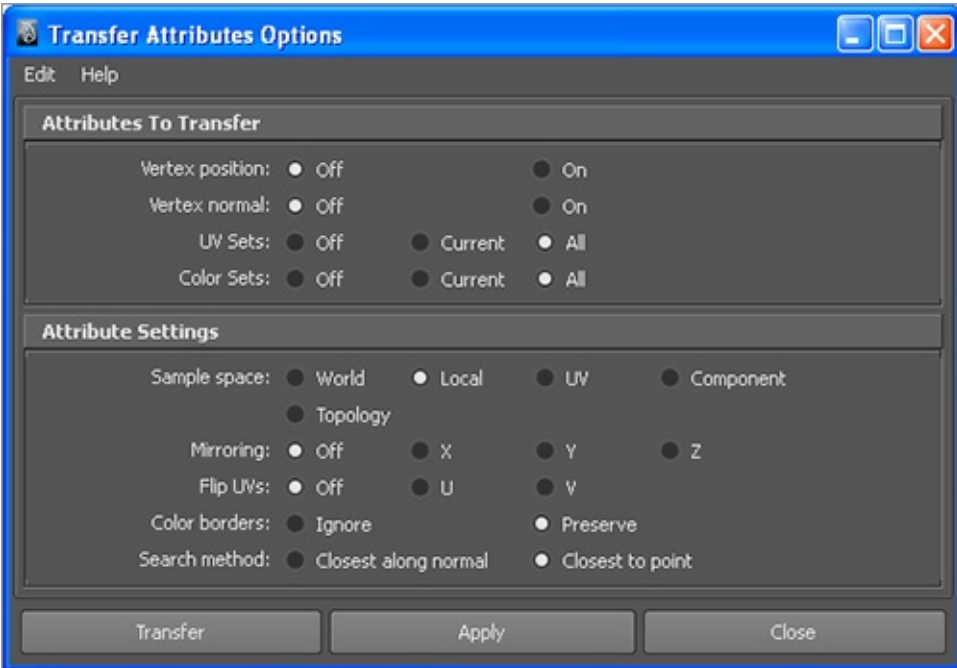 Transfer Attributes Options
Edit Help
Attributes To Transfer
Vertex position: Off On
Vertex normal: Off On
UV Sets: Off Current All
Color Sets: Off Current All
Attribute Settings
Sample space: World Local UV Component
Topology
Mirroring: Off X Y Z
Flip UVs: Off U V
Color borders: Ignore Preserve
Search method: Closest along normal Closest to point
Transfer Apply Close